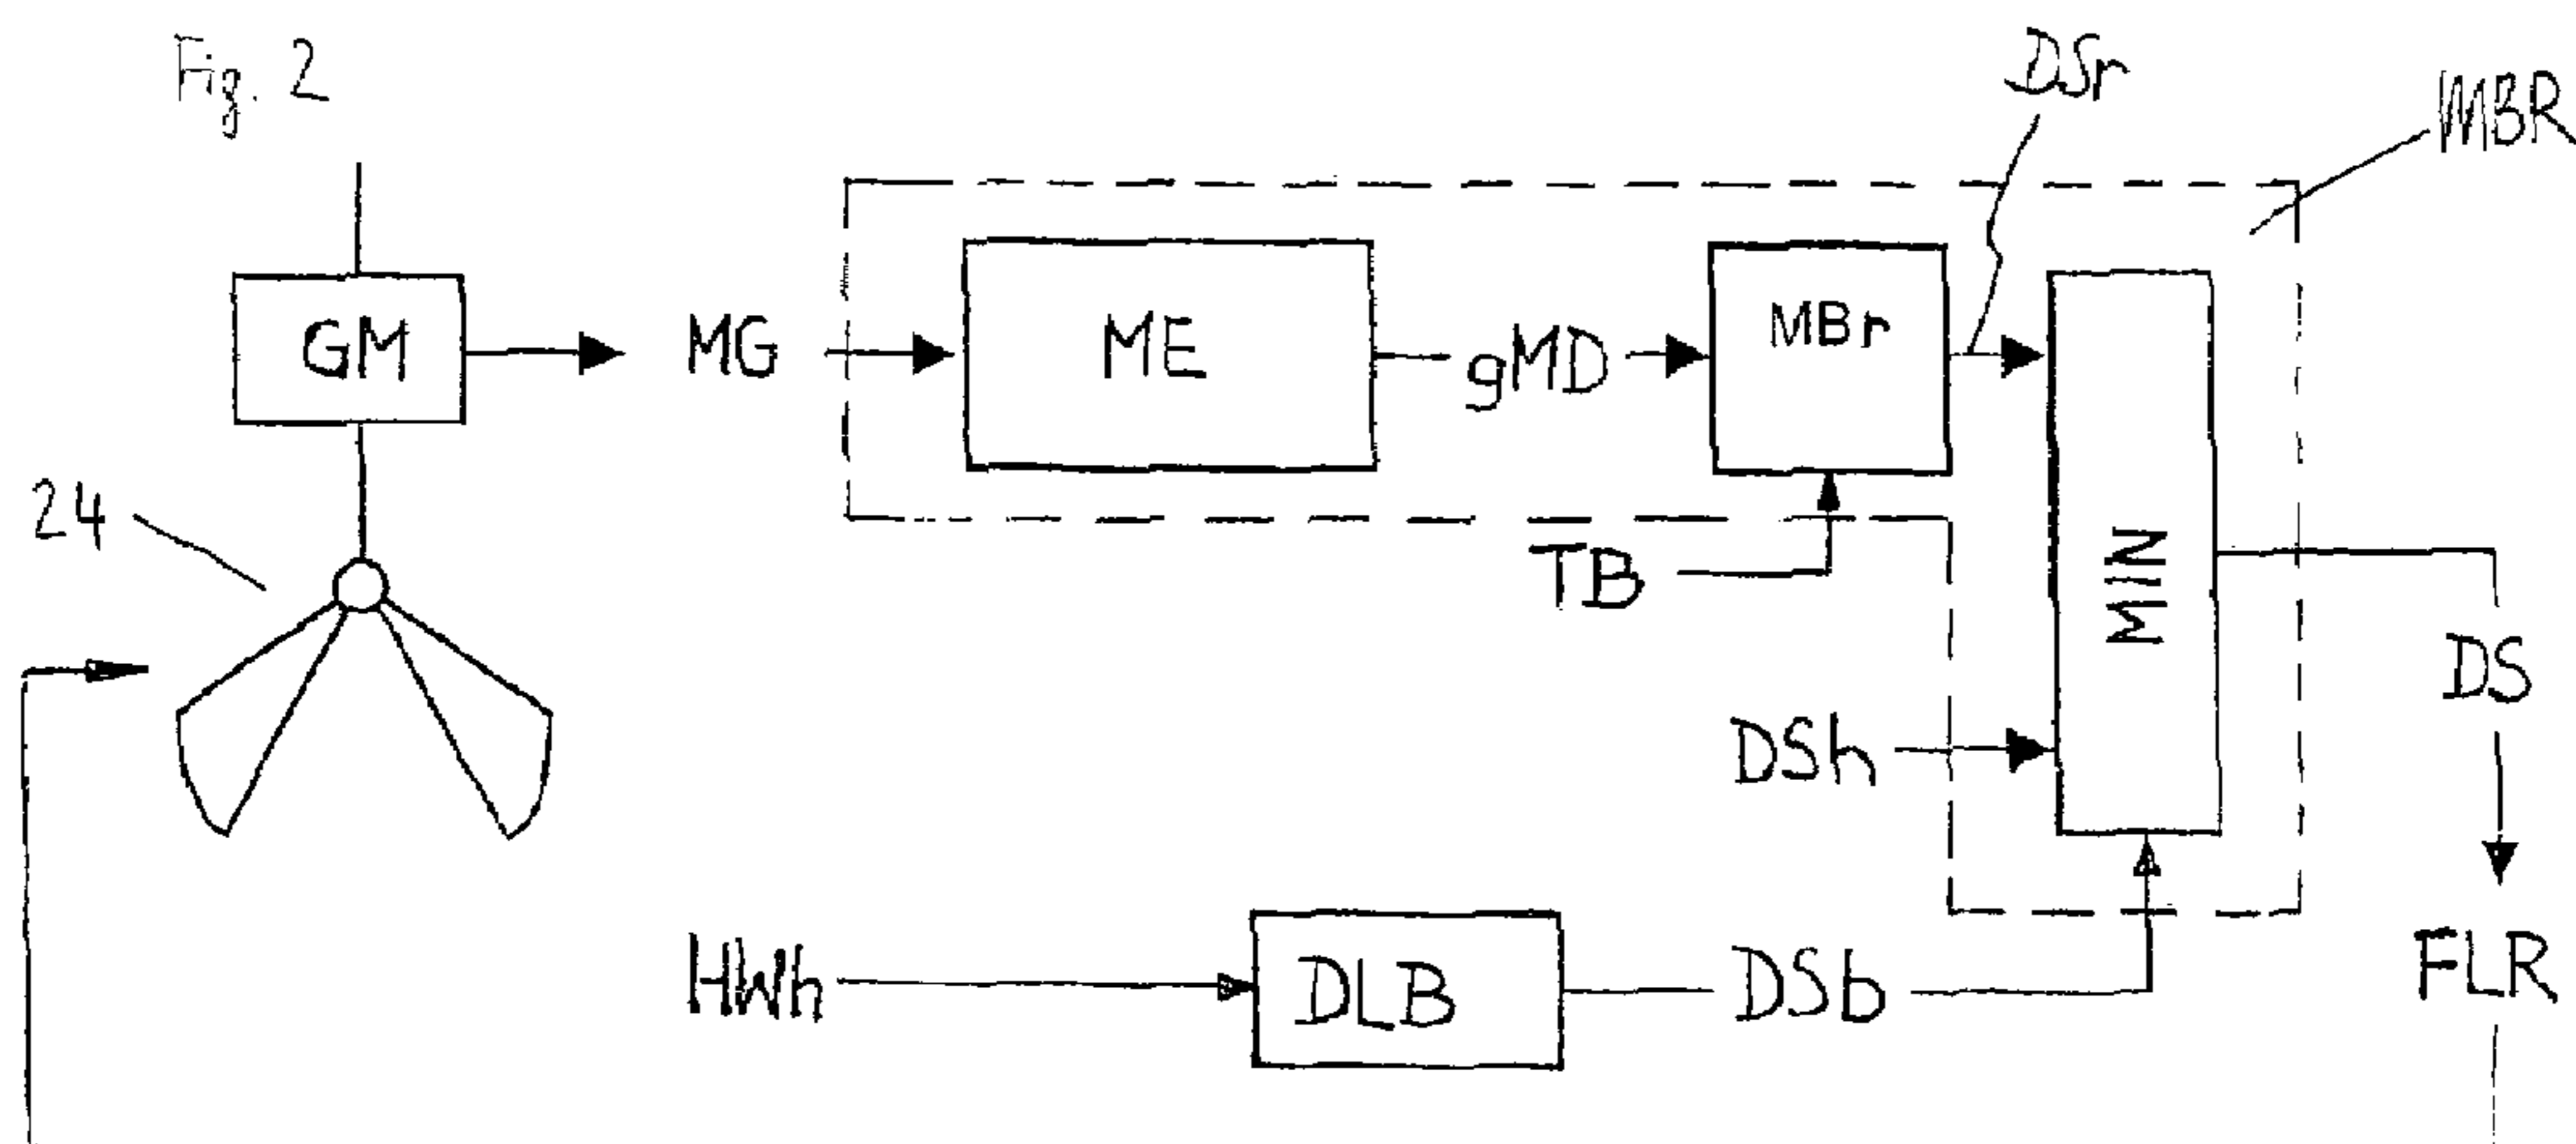 Fig. 2
DSr
MBR
GM
MG
ME
gMD
MBr
24
TB
MIN
DS
DSh
HWh
DLB
DSb
FLR